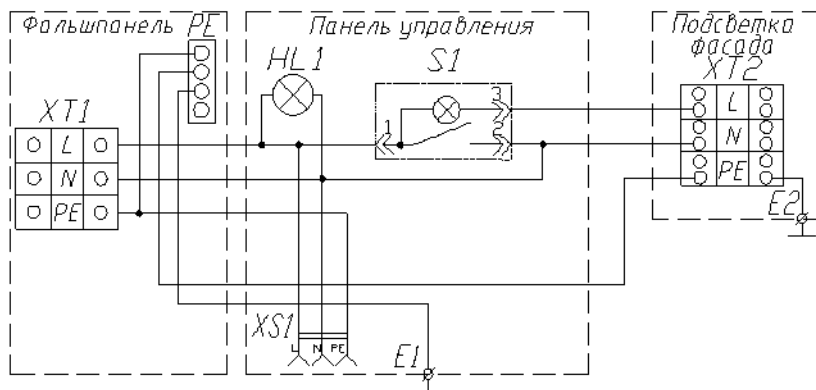 Фальшпанель
PE
Панель управления
Подсветка
фасада
HL1
S1
XT2
XT1
3
L
1
2
L
N
N
PE
PE
E2
XS1
L N PE
E1